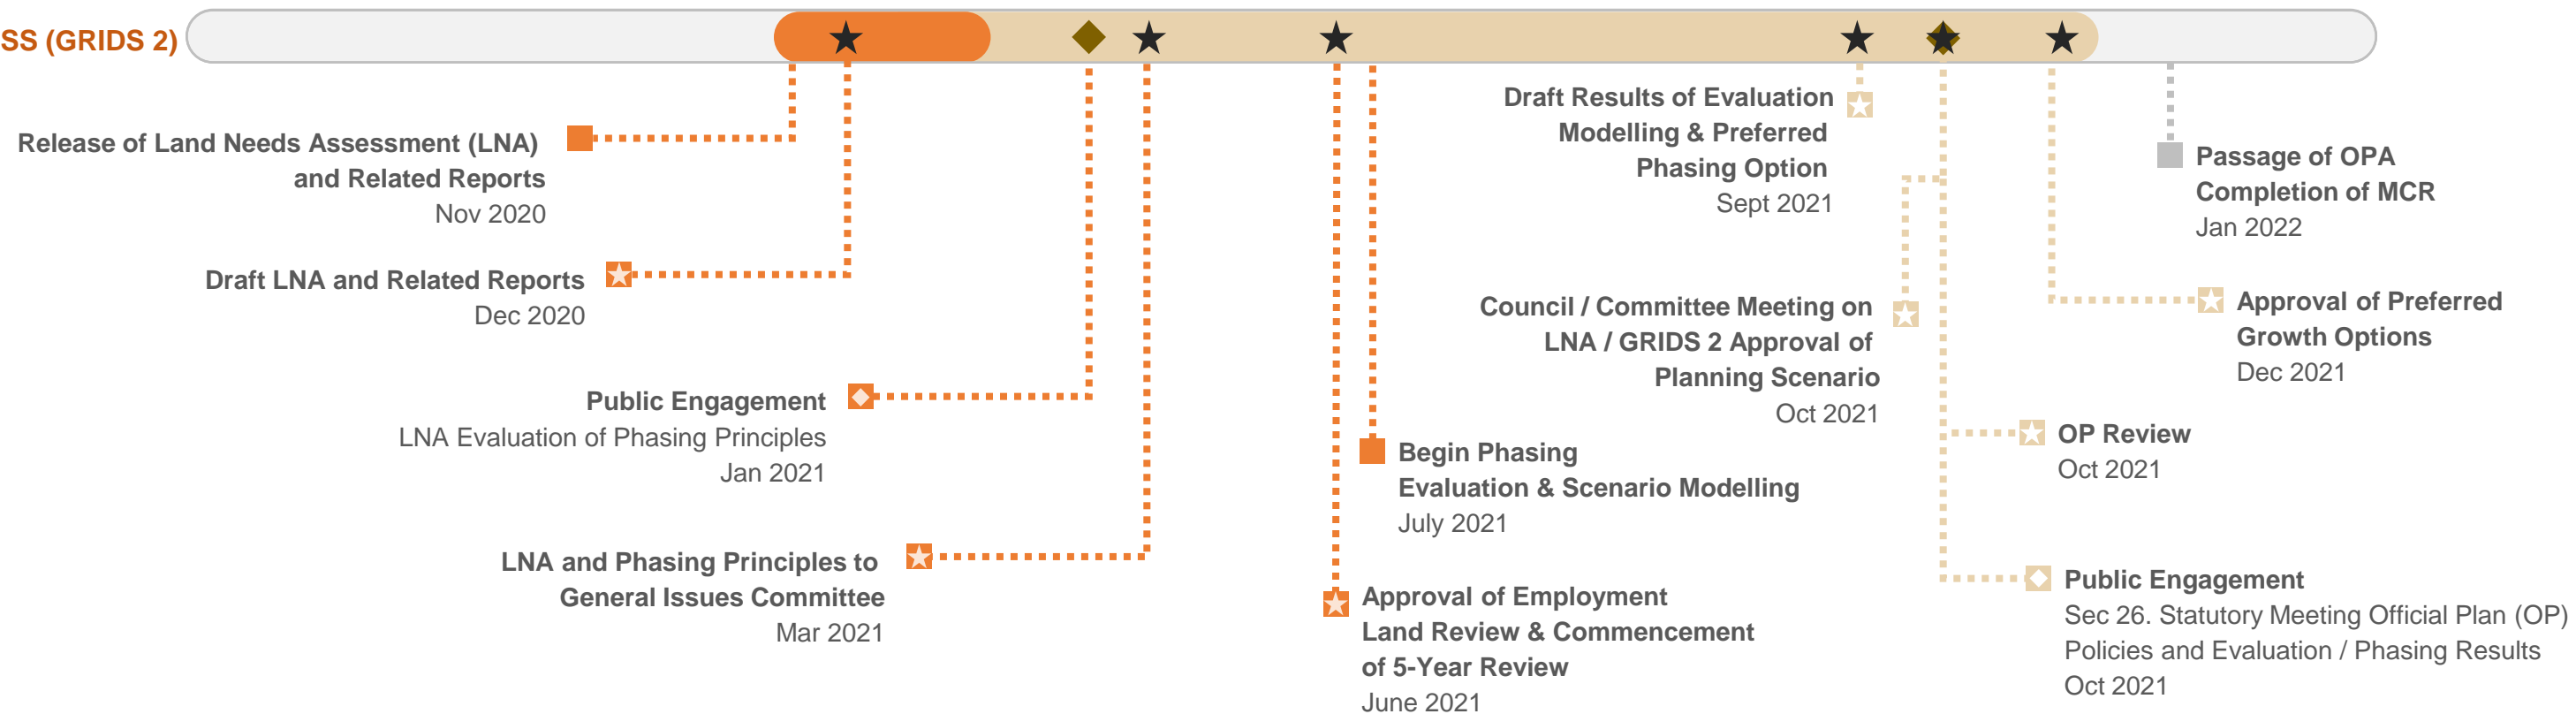 SS (GRIDS 2)
Release of Land Needs Assessment (LNA)
and Related Reports
Nov 2020
Draft LNA and Related Reports
Dec 2020
Public Engagement
LNA Evaluation of Phasing Principles
Jan 2021
LNA and Phasing Principles to
General Issues Committee
Mar 2021
Approval of Employment
Land Review & Commencement
of 5-Year Review
June 2021
Begin Phasing
Evaluation & Scenario Modelling
July 2021
Draft Results of Evaluation
Modelling & Preferred
Phasing Option
Sept 2021
Council / Committee Meeting on
LNA / GRIDS 2 Approval of
Planning Scenario
Oct 2021
OP Review
Oct 2021
Public Engagement
Sec 26. Statutory Meeting Official Plan (OP)
Policies and Evaluation / Phasing Results
Oct 2021
Approval of Preferred
Growth Options
Dec 2021
Passage of OPA
Completion of MCR
Jan 2022